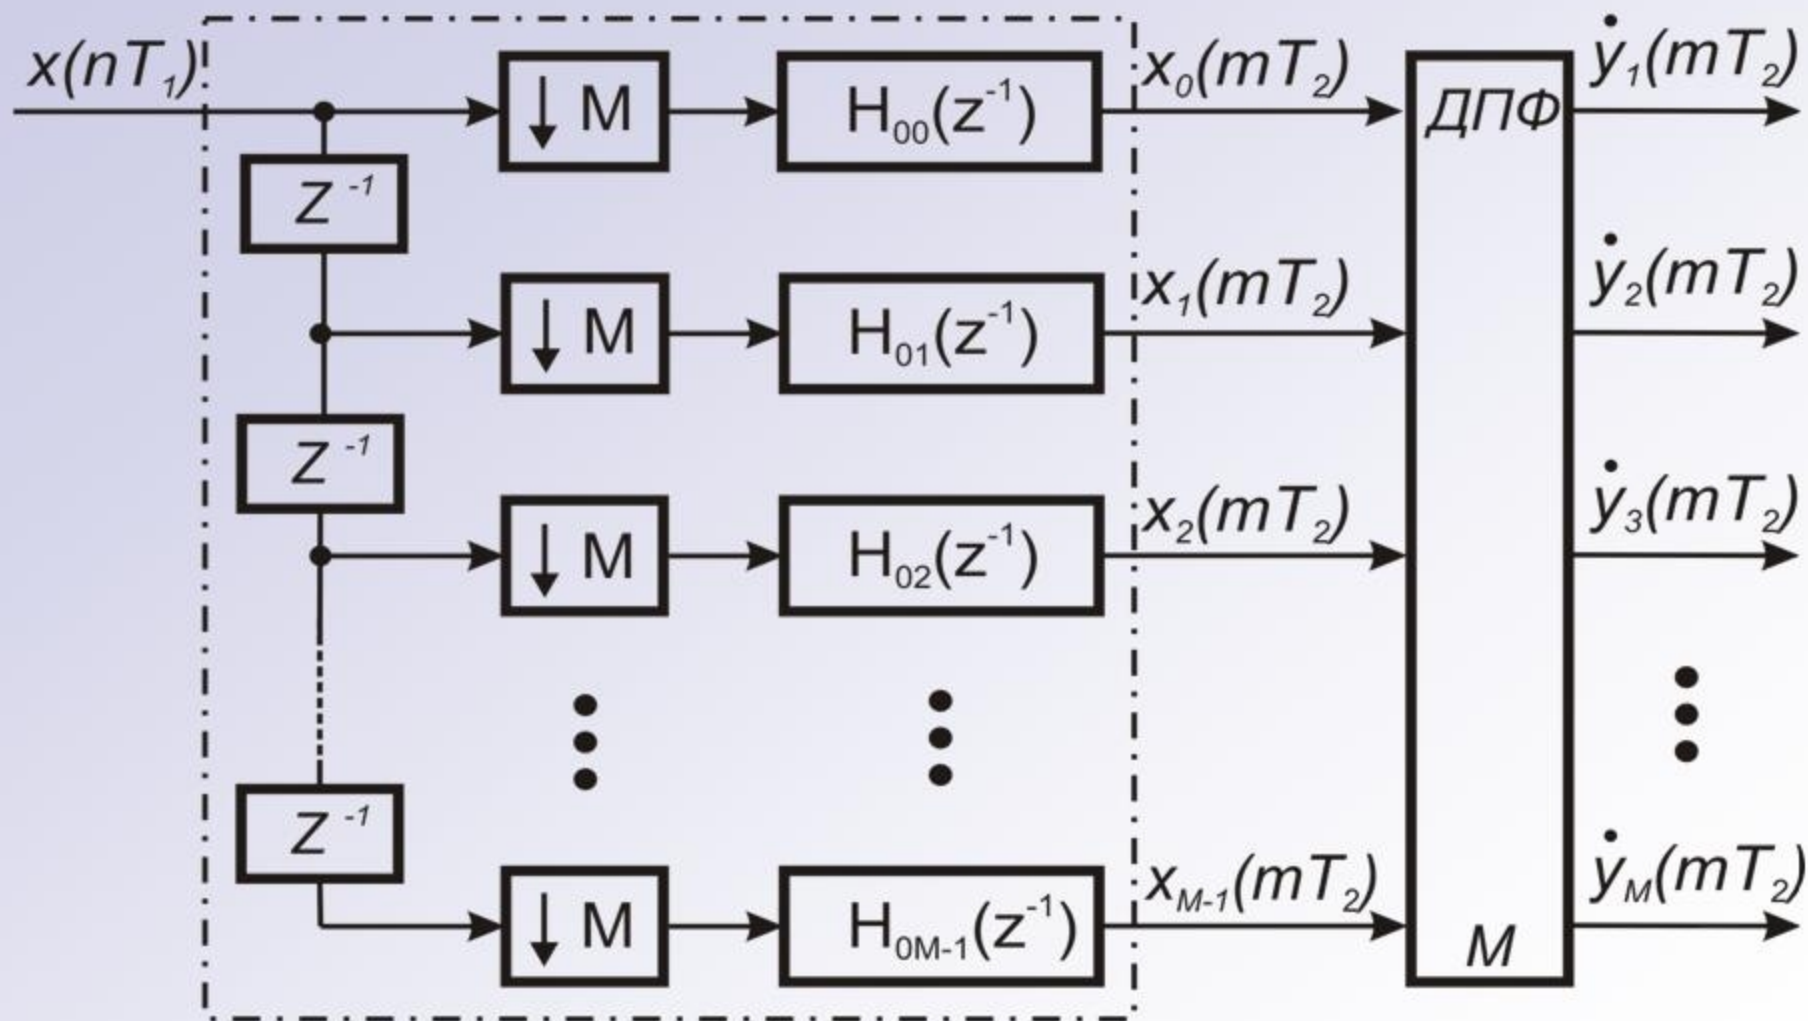 x(nT₁)
↓ M
H₀₀(z⁻¹)
x₀(mT₂)
ДПФ
ẏ₁(mT₂)
Z⁻¹
↓ M
H₀₁(z⁻¹)
x₁(mT₂)
ẏ₂(mT₂)
Z⁻¹
↓ M
H₀₂(z⁻¹)
x₂(mT₂)
ẏ₃(mT₂)
Z⁻¹
↓ M
H₀M₋₁(z⁻¹)
xM₋₁(mT₂)
M
ẏM(mT₂)